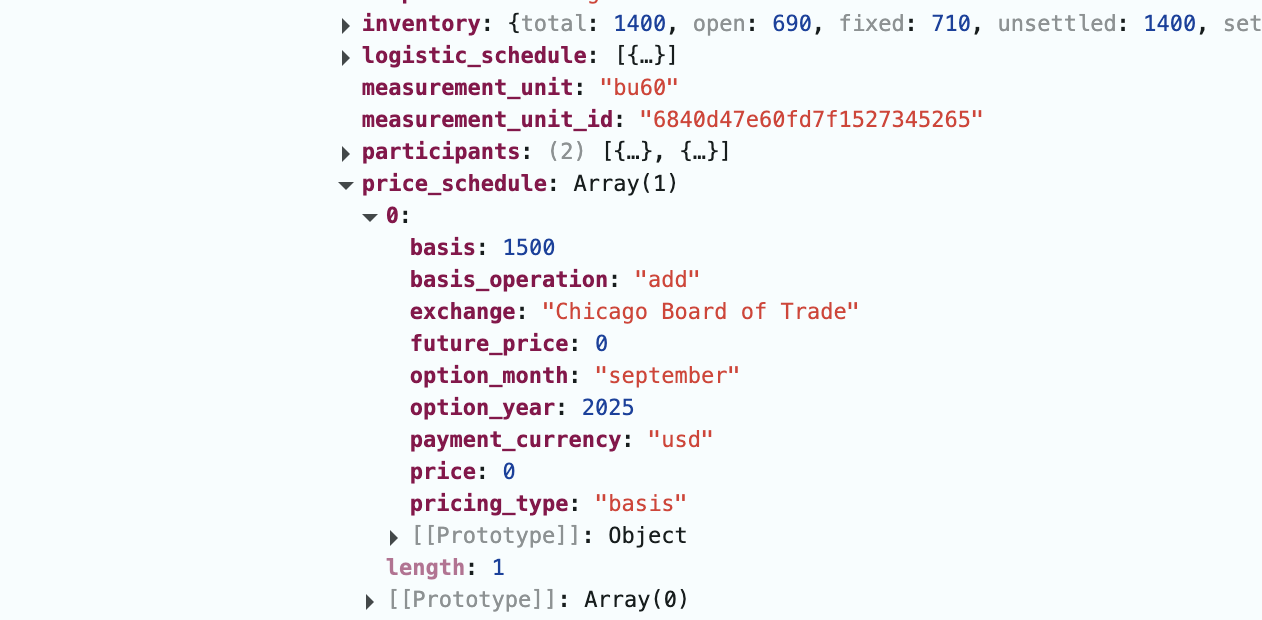 inventory: {total: 1400, open: 690, fixed: 710, unsettled: 1400, set
logistic_schedule: [{…}]
measurement_unit: "bu60"
measurement_unit_id: "6840d47e60fd7f1527345265"
participants: (2) [{…}, {…}]
price_schedule: Array(1)
0:
basis: 1500
basis_operation: "add"
exchange: "Chicago Board of Trade"
future_price: 0
option_month: "september"
option_year: 2025
payment_currency: "usd"
price: 0
pricing_type: "basis"
[[Prototype]]: Object
length: 1
[[Prototype]]: Array(0)